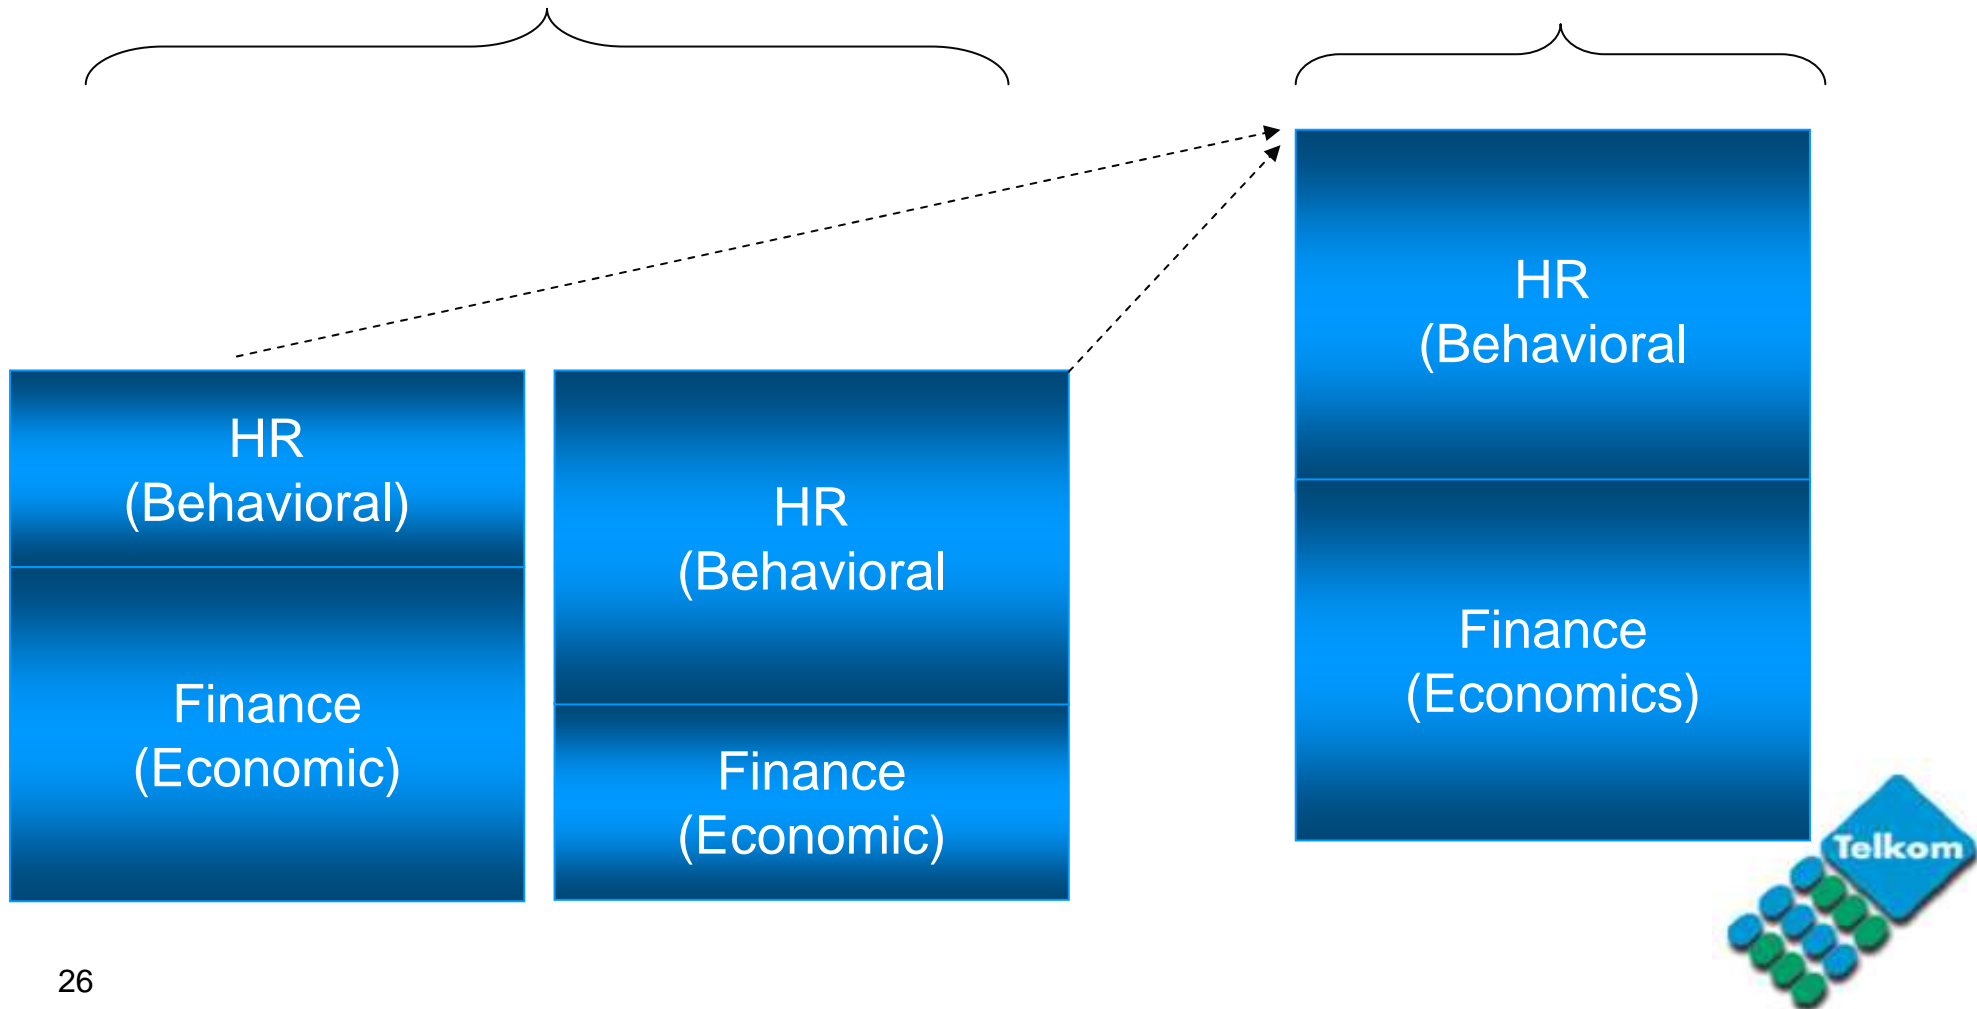 HR
(Behavioral)
Finance
(Economic)
HR
(Behavioral
Finance
(Economic)
HR
(Behavioral
Finance
(Economics)
Telkom
26